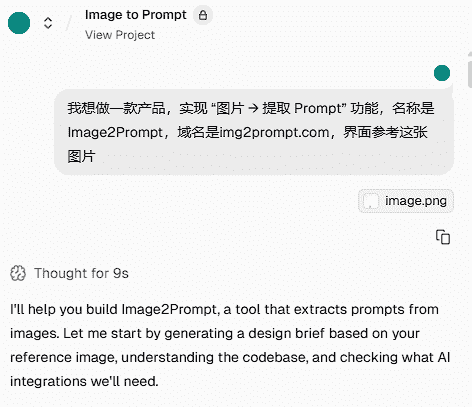 Image to Prompt
View Project
我想做一款产品，实现 “图片 → 提取 Prompt” 功能，名称是
Image2Prompt，域名是img2prompt.com，界面参考这张
图片
image.png
Thought for 9s
I'll help you build Image2Prompt, a tool that extracts prompts from
images. Let me start by generating a design brief based on your
reference image, understanding the codebase, and checking what AI
integrations we'll need.